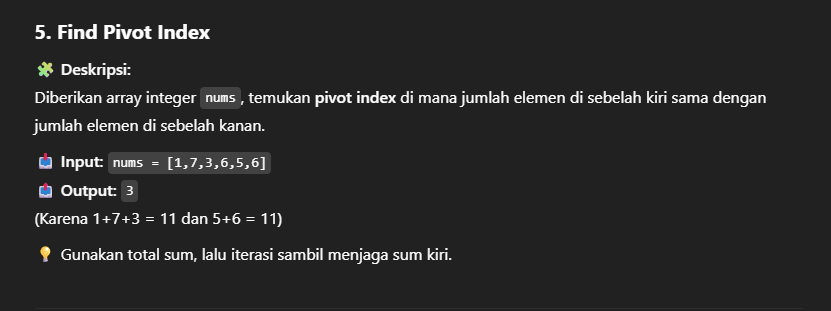 5. Find Pivot Index
🧩 Deskripsi:
Diberikan array integer nums, temukan pivot index di mana jumlah elemen di sebelah kiri sama dengan
jumlah elemen di sebelah kanan.
📥 Input: nums = [1,7,3,6,5,6]
📤 Output: 3
(Karena 1+7+3 = 11 dan 5+6 = 11)
💡 Gunakan total sum, lalu iterasi sambil menjaga sum kiri.